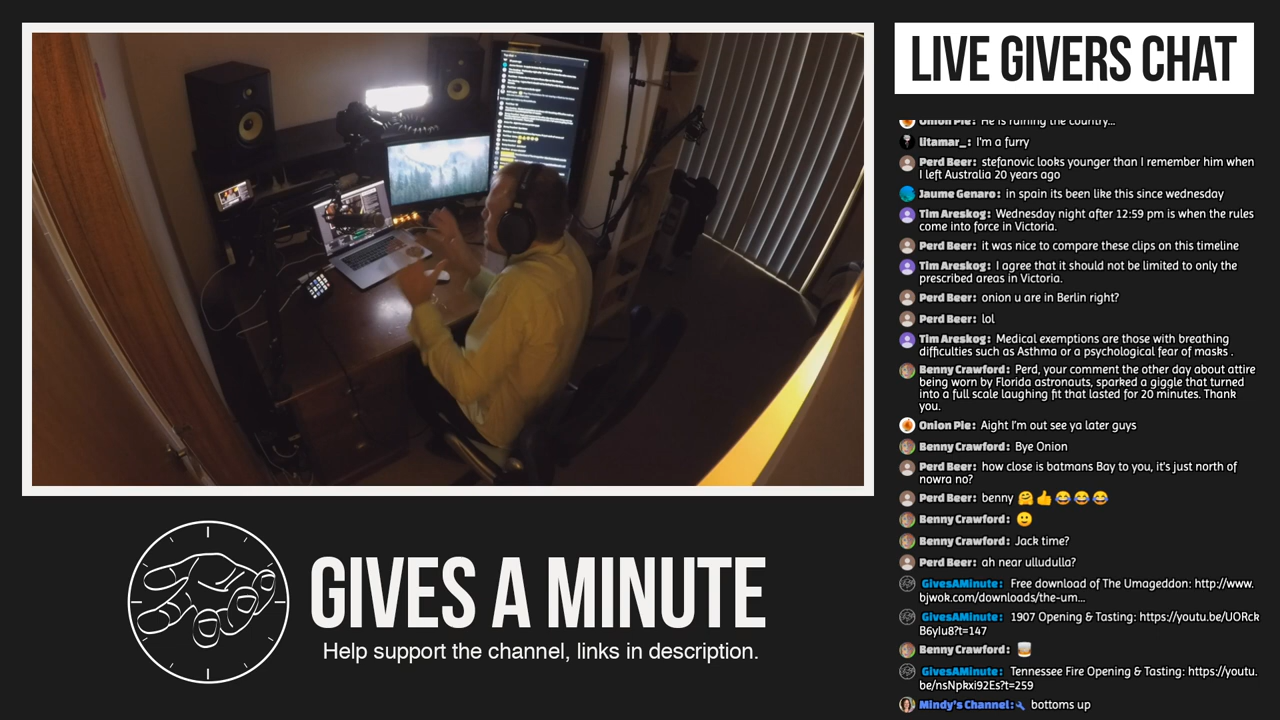 LIVE GIVERS CHAT
Onion Pie: He is ruining the country...
litamar_: I'm a furry
Perd Beer: stefanovic looks younger than I remember him when
I left Australia 20 years ago
Jaume Genaro: in spain its been like this since wednesday
Tim Areskog: Wednesday night after 12:59 pm is when the rules
come into force in Victoria.
Perd Beer: it was nice to compare these clips on this timeline
Tim Areskog: I agree that it should not be limited to only the
prescribed areas in Victoria.
Perd Beer: onion u are in Berlin right?
Perd Beer: lol
Tim Areskog: Medical exemptions are those with breathing
difficulties such as Asthma or a psychological fear of masks .
Benny Crawford: Perd, your comment the other day about attire
being worn by Florida astronauts, sparked a giggle that turned
into a full scale laughing fit that lasted for 20 minutes. Thank
you.
Onion Pie: Aight I'm out see ya later guys
Benny Crawford: Bye Onion
Perd Beer: how close is batmans Bay to you, it's just north of
nowra no?
Perd Beer: benny 🤗👍😂😂😂
Benny Crawford: 🙂
Benny Crawford: Jack time?
Perd Beer: ah near ulludulla?
GivesAMinute: Free download of The Umageddon: http://www.
bjwok.com/downloads/the-um...
GivesAMinute: 1907 Opening & Tasting: https://youtu.be/UORck
B6yIu8?t=147
Benny Crawford: 🥃
GivesAMinute: Tennessee Fire Opening & Tasting: https://youtu.
be/nsNpkxi92Es?t=259
Mindy's Channel: bottoms up
GIVES A MINUTE
Help support the channel, links in description.